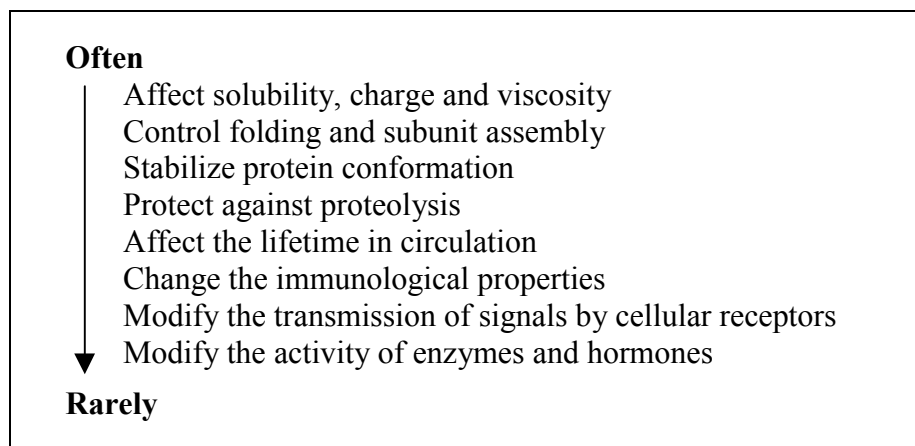 Often
Affect solubility, charge and viscosity
Control folding and subunit assembly
Stabilize protein conformation
Protect against proteolysis
Affect the lifetime in circulation
Change the immunological properties
Modify the transmission of signals by cellular receptors
Modify the activity of enzymes and hormones
Rarely